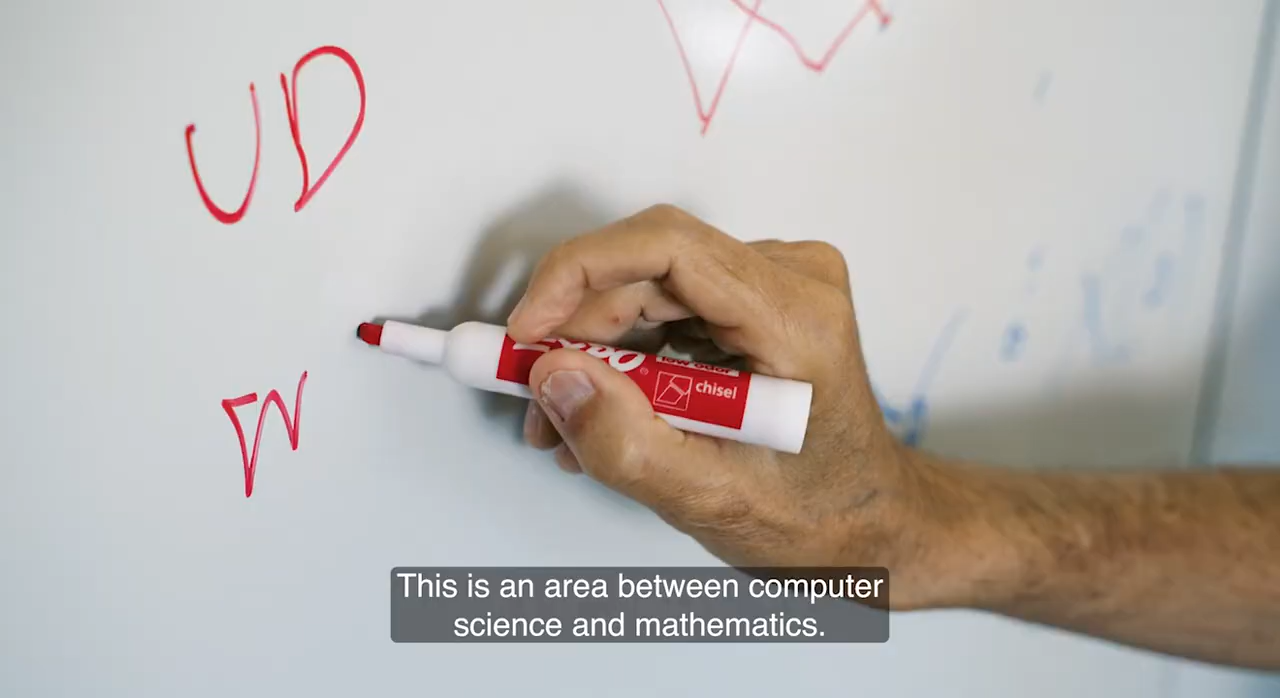 UD
EXPO
low odor
® chisel
This is an area between computer
science and mathematics.